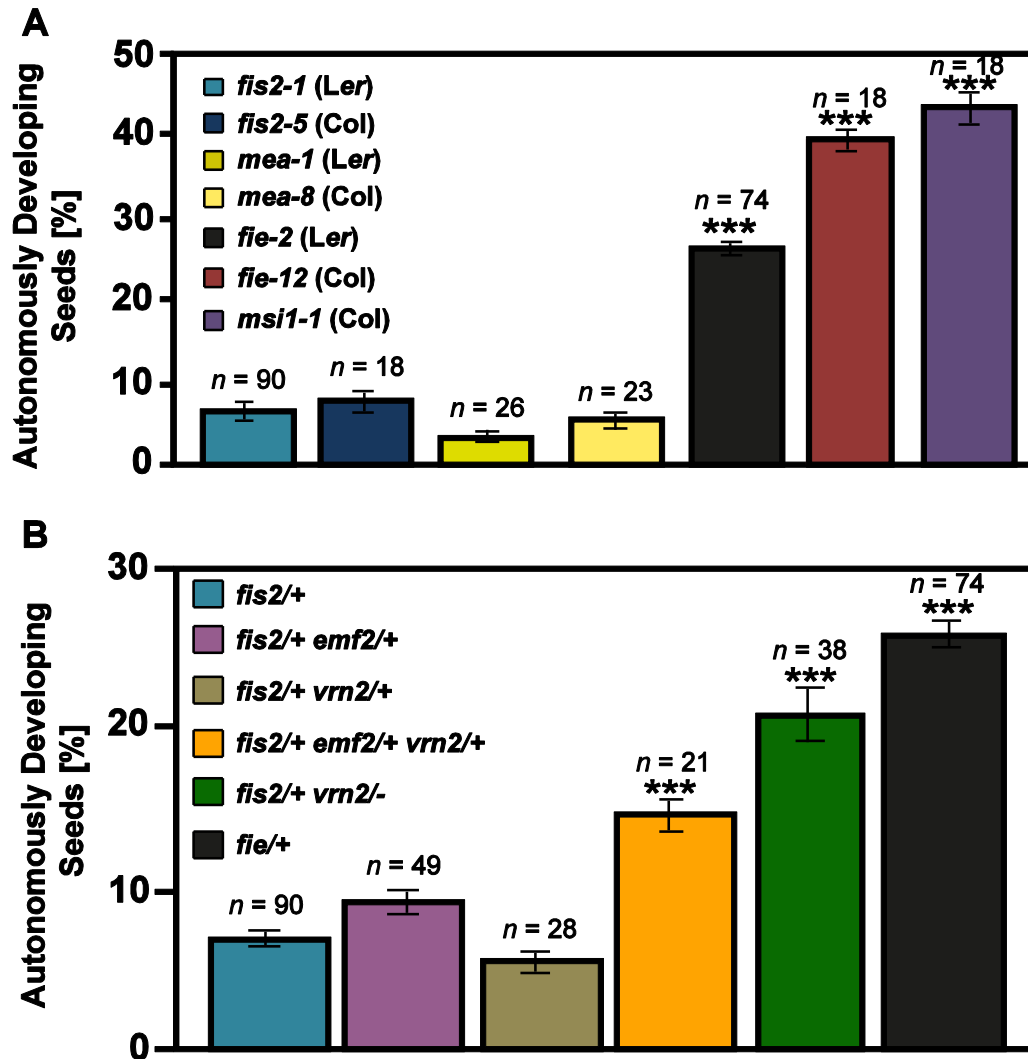 A
Autonomously Developing
Seeds [%]
50
40
30
20
10
0
fis2-1 (Ler)
fis2-5 (Col)
mea-1 (Ler)
mea-8 (Col)
fie-2 (Ler)
fie-12 (Col)
msi1-1 (Col)
n = 90
n = 18
n = 26
n = 23
n = 74
***
n = 18
***
n = 18
***
B
Autonomously Developing
Seeds [%]
30
20
10
0
fis2/+
fis2/+ emf2/+
fis2/+ vrn2/+
fis2/+ emf2/+ vrn2/+
fis2/+ vrn2/-
fie/+
n = 90
n = 49
n = 28
n = 21
***
n = 38
***
n = 74
***